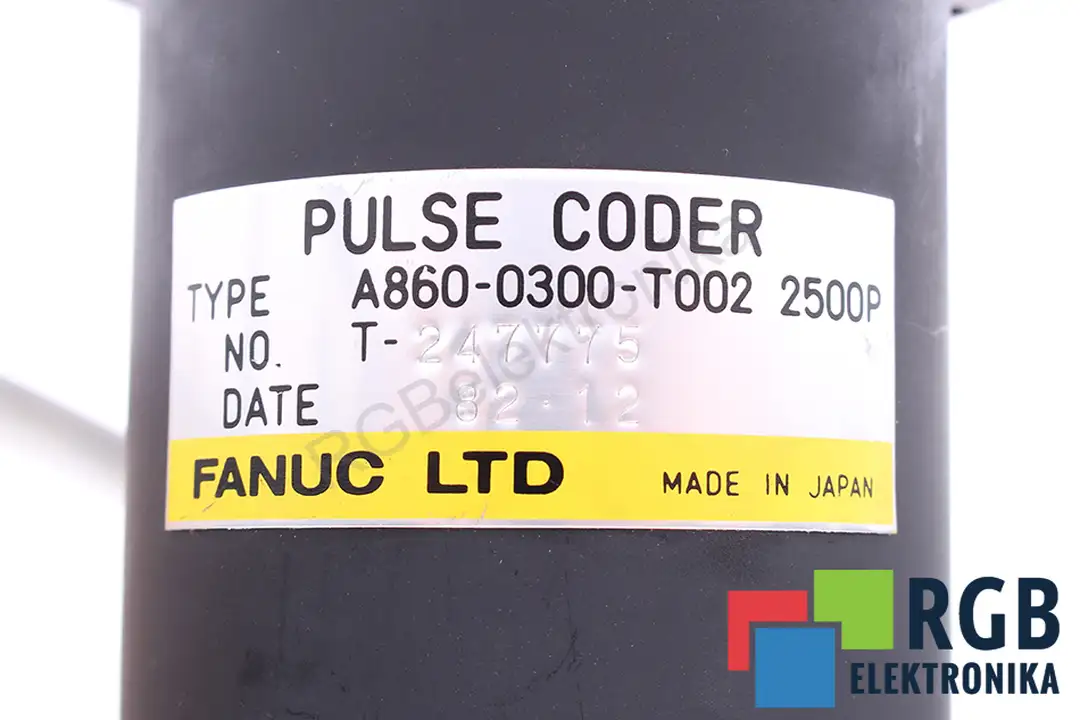 PULSE CODER
TYPE A860-0300-T002 2500P
NO. T-247775
DATE 82·12
FANUC LTD MADE IN JAPAN
RGBelektronika
RGB
ELEKTRONIKA